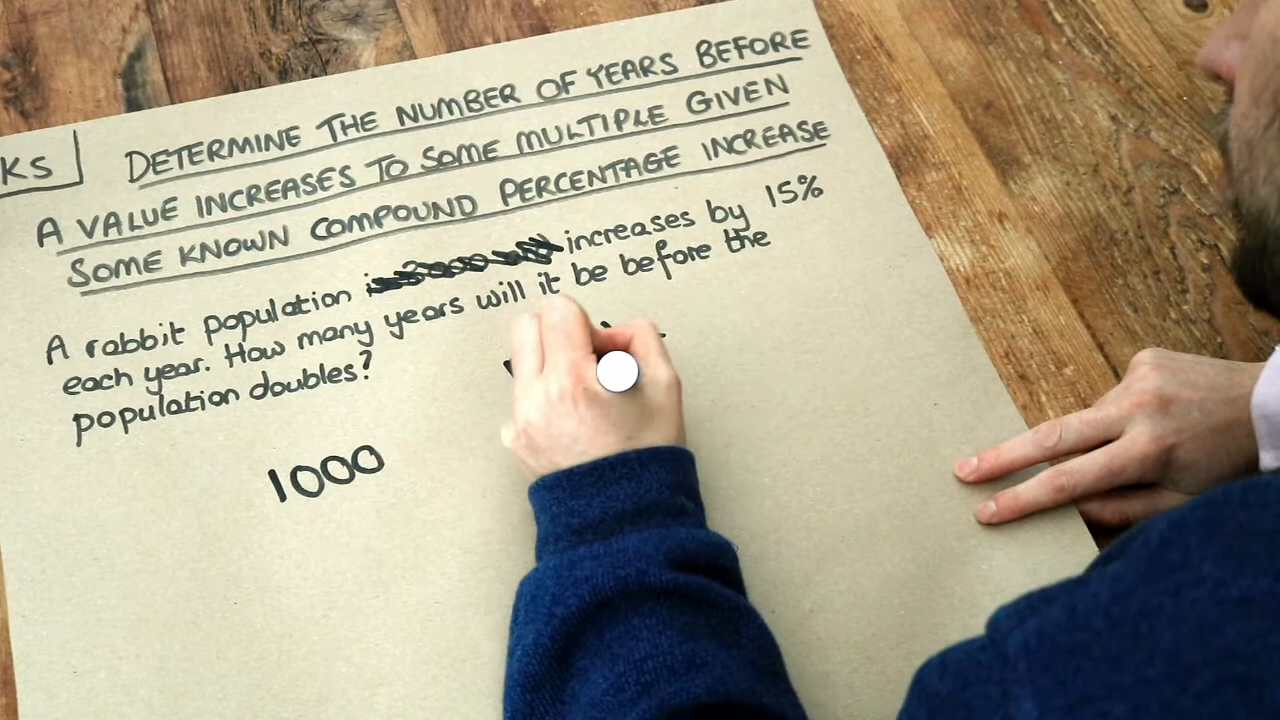 KS
DETERMINE THE NUMBER OF YEARS BEFORE
A VALUE INCREASES TO SOME MULTIPLE GIVEN
SOME KNOWN COMPOUND PERCENTAGE INCREASE
A rabbit population increases by 15%
each year. How many years will it be before the
population doubles?
1000